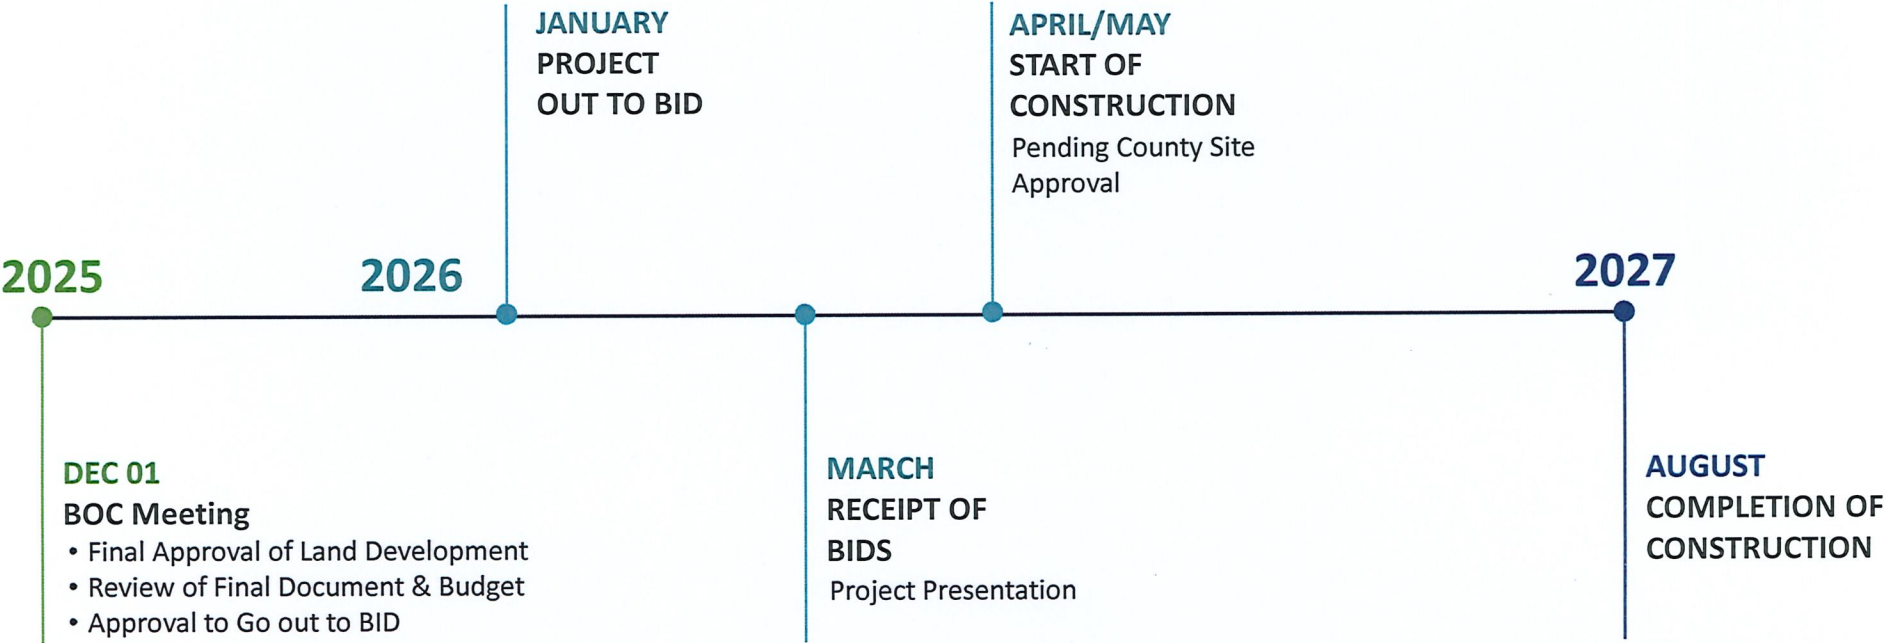 JANUARY
PROJECT
OUT TO BID
APRIL/MAY
START OF
CONSTRUCTION
Pending County Site
Approval
2025
2026
2027
DEC 01
BOC Meeting
• Final Approval of Land Development
• Review of Final Document & Budget
• Approval to Go out to BID
MARCH
RECEIPT OF
BIDS
Project Presentation
AUGUST
COMPLETION OF
CONSTRUCTION